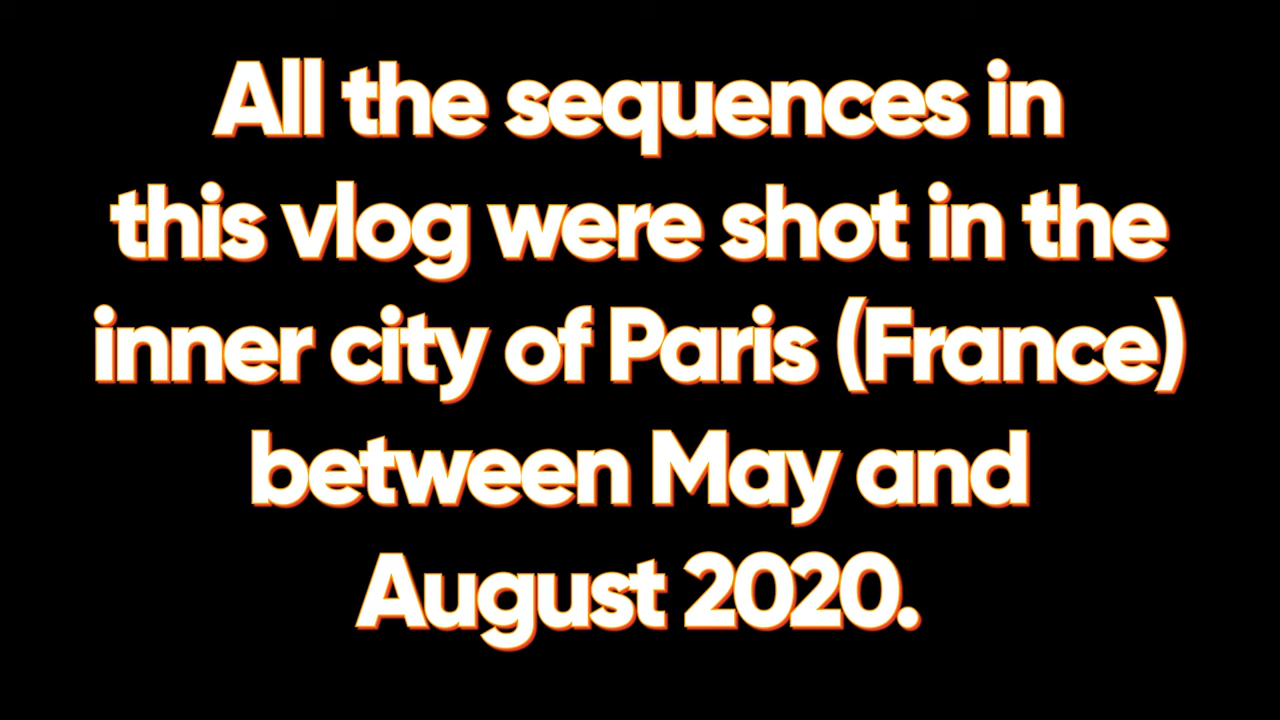 All the sequences in
this vlog were shot in the
inner city of Paris (France)
between May and
August 2020.